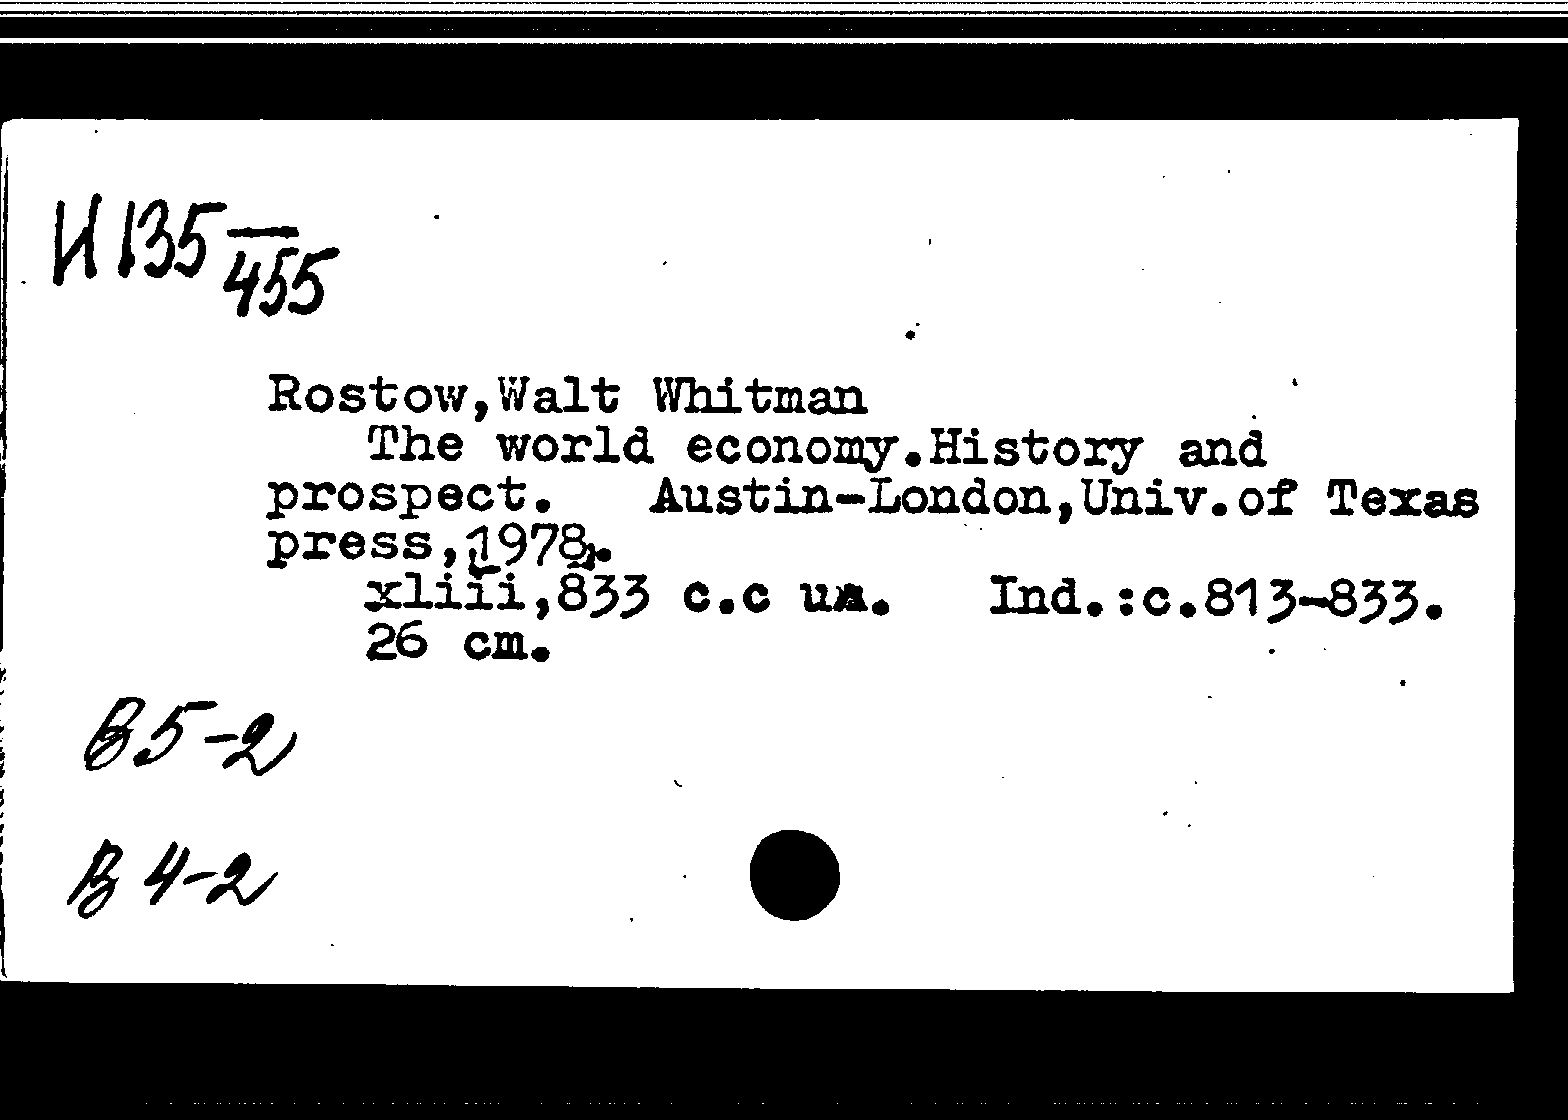 И 135
455
Rostow,Walt Whitman
The world economy.History and
prospect. Austin-London,Univ.of Texas
press,1978.
xliii,833 c.с ил. Ind.:c.813-833.
26 cm.
В 5-2
В 4-2